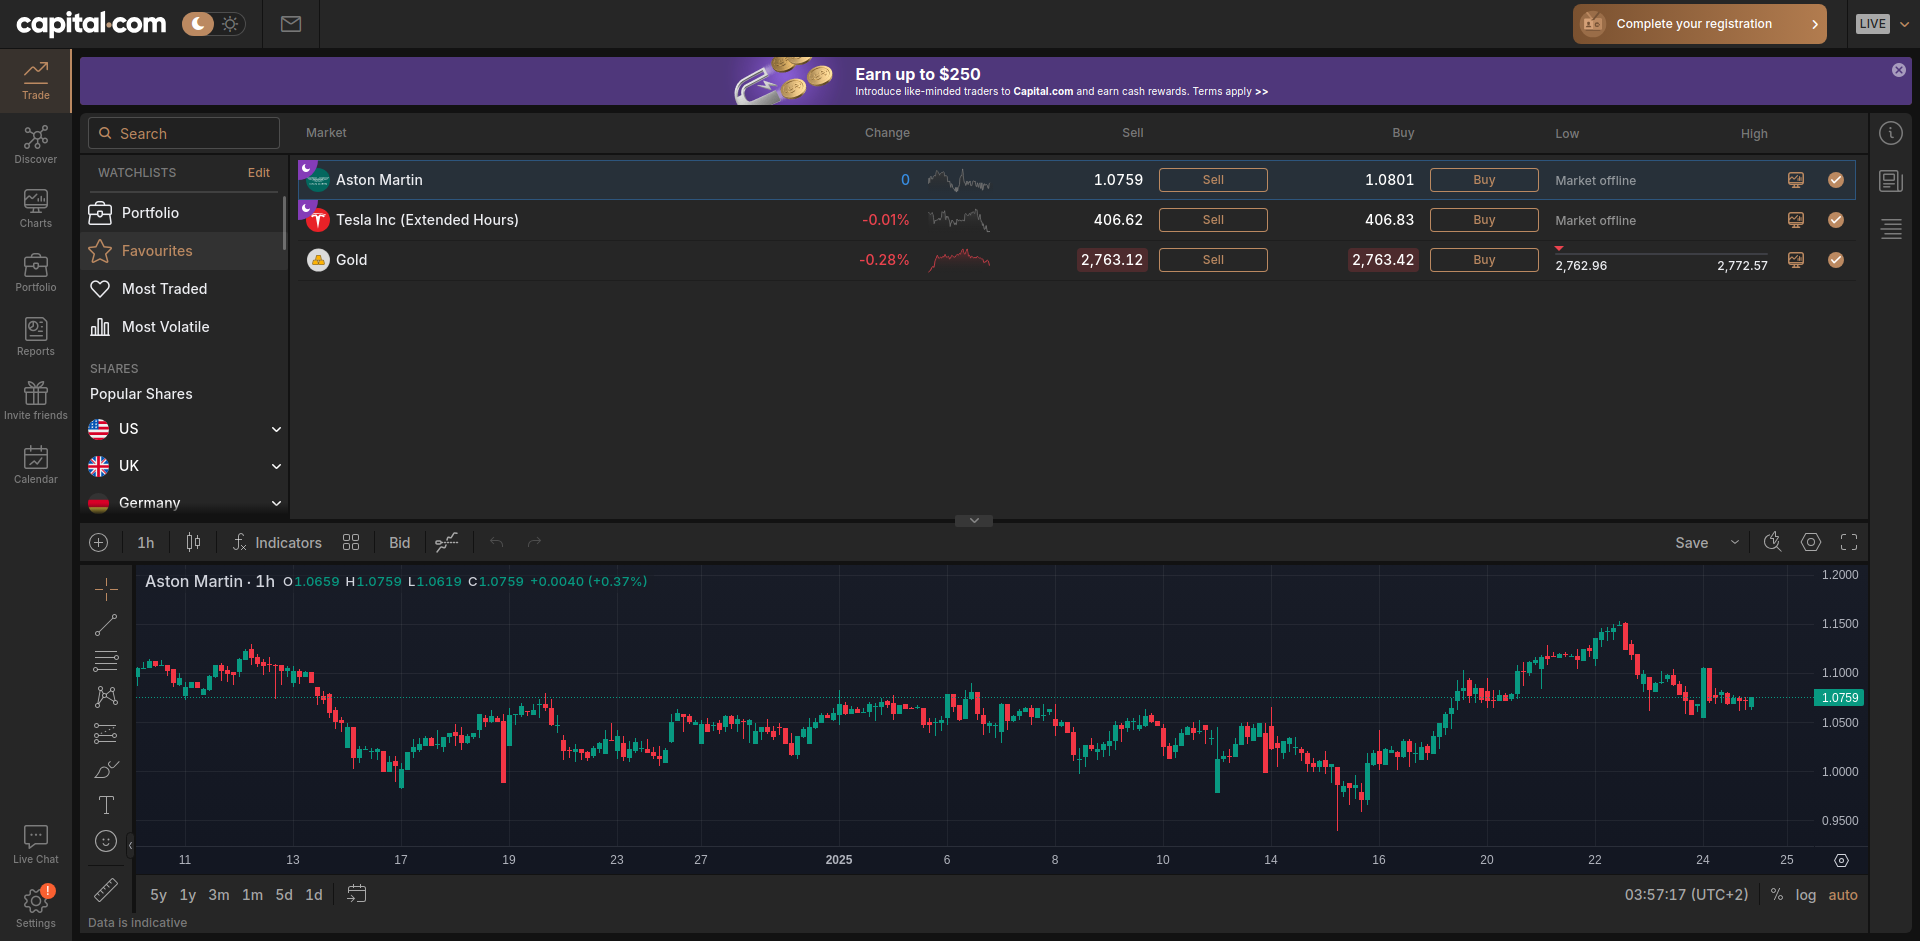 capital.com
Complete your registration
LIVE
Trade
Discover
Charts
Portfolio
Reports
Invite friends
Calendar
Live Chat
!
Settings
Earn up to $250
Introduce like-minded traders to Capital.com and earn cash rewards. Terms apply >>
Search
Market Change Sell Buy Low High
WATCHLISTS Edit
Portfolio
Favourites
Most Traded
Most Volatile
SHARES
Popular Shares
US
UK
Germany
Aston Martin 0 1.0759 Sell 1.0801 Buy Market offline
Tesla Inc (Extended Hours) -0.01% 406.62 Sell 406.83 Buy Market offline
Gold -0.28% 2,763.12 Sell 2,763.42 Buy 2,762.96 2,772.57
1h Indicators Bid Save
Aston Martin · 1h O1.0659 H1.0759 L1.0619 C1.0759 +0.0040 (+0.37%)
1.2000
1.1500
1.1000
1.0759
1.0500
1.0000
0.9500
11 13 17 19 23 27 2025 6 8 10 14 16 20 22 24 25
5y 1y 3m 1m 5d 1d 03:57:17 (UTC+2) % log auto
Data is indicative